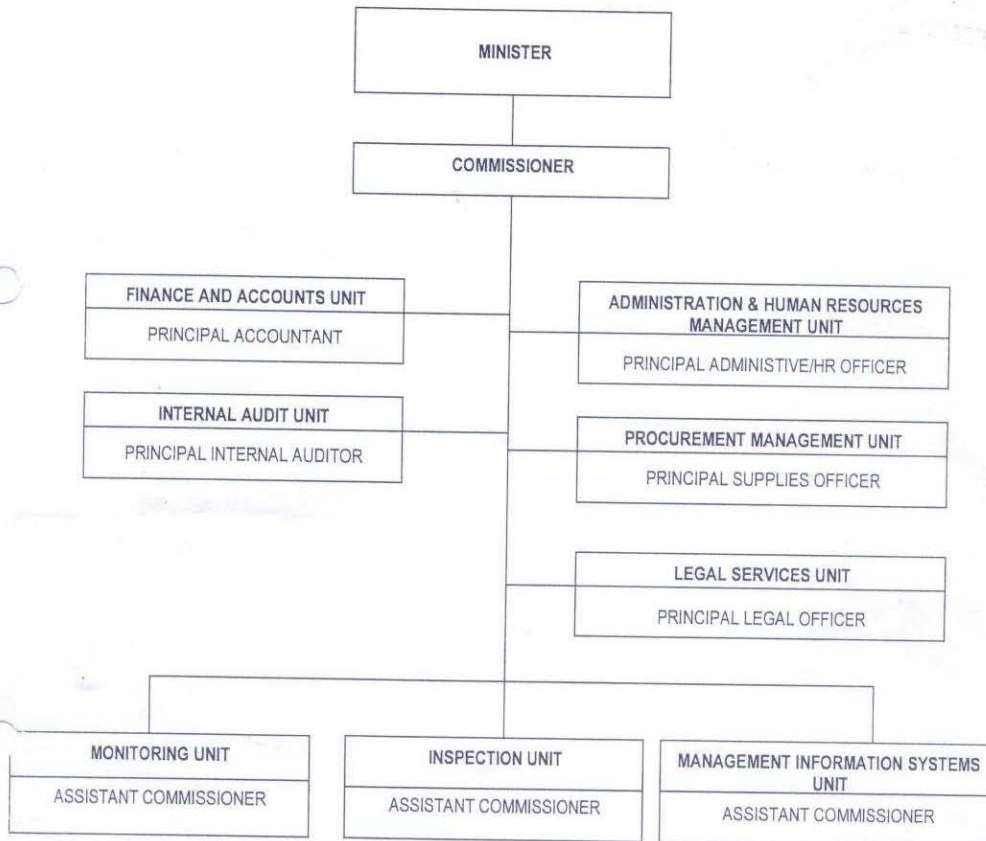 MINISTER
COMMISSIONER
FINANCE AND ACCOUNTS UNIT
PRINCIPAL ACCOUNTANT
ADMINISTRATION & HUMAN RESOURCES
MANAGEMENT UNIT
PRINCIPAL ADMINISTIVE/HR OFFICER
INTERNAL AUDIT UNIT
PRINCIPAL INTERNAL AUDITOR
PROCUREMENT MANAGEMENT UNIT
PRINCIPAL SUPPLIES OFFICER
LEGAL SERVICES UNIT
PRINCIPAL LEGAL OFFICER
MONITORING UNIT
ASSISTANT COMMISSIONER
INSPECTION UNIT
ASSISTANT COMMISSIONER
MANAGEMENT INFORMATION SYSTEMS
UNIT
ASSISTANT COMMISSIONER